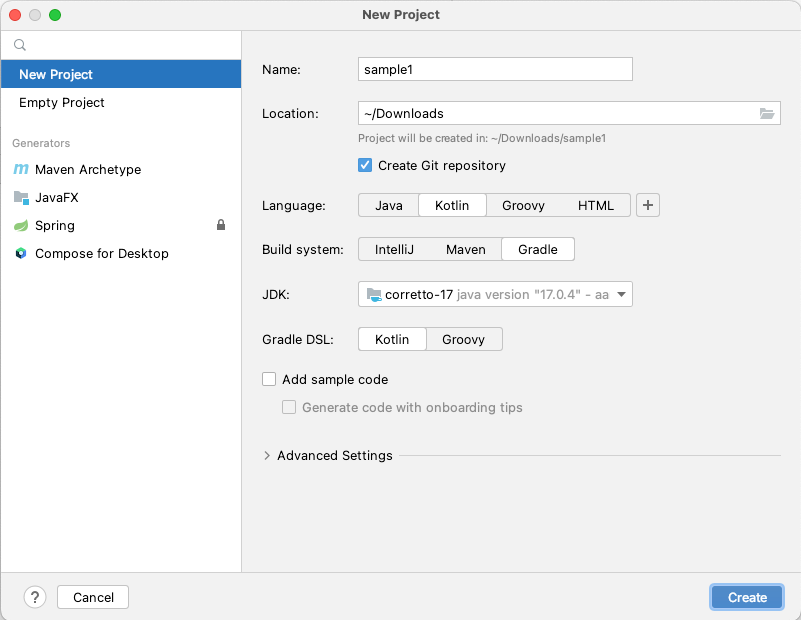 New Project
New Project
Empty Project
Generators
m Maven Archetype
JavaFX
Spring
Compose for Desktop
Name: sample1
Location: ~/Downloads
Project will be created in: ~/Downloads/sample1
Create Git repository
Language: Java Kotlin Groovy HTML +
Build system: IntelliJ Maven Gradle
JDK: corretto-17 java version "17.0.4" - aa
Gradle DSL: Kotlin Groovy
Add sample code
Generate code with onboarding tips
> Advanced Settings
? Cancel Create